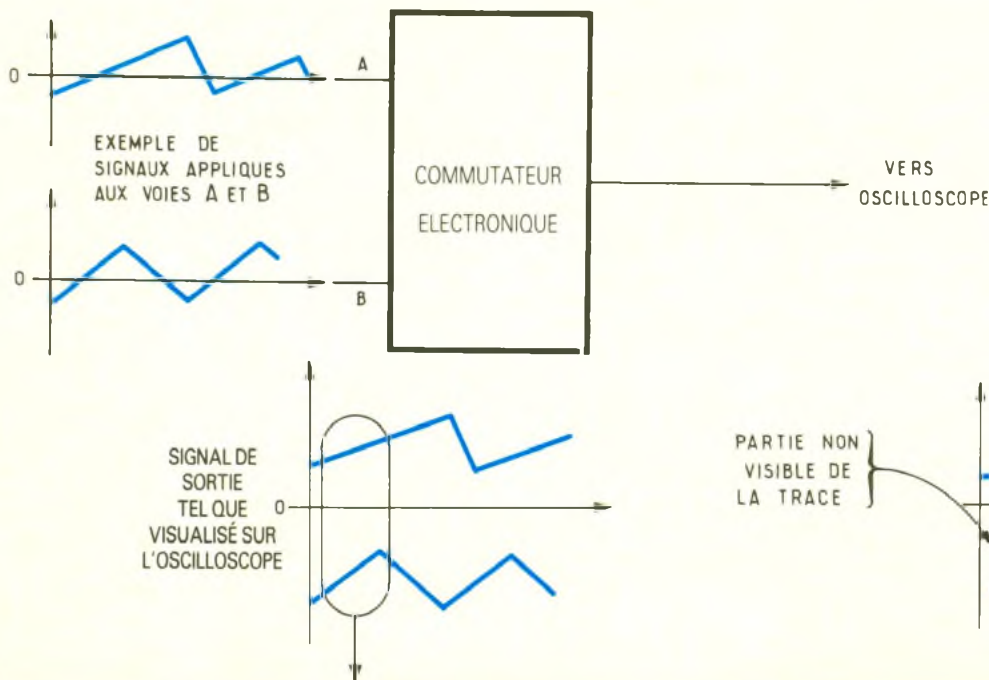 0
A
EXEMPLE DE
SIGNAUX APPLIQUES
AUX VOIES A ET B
COMMUTATEUR
ELECTRONIQUE
VERS
OSCILLOSCOPE
0
B
SIGNAL DE
SORTIE
TEL QUE
VISUALISÉ SUR
L'OSCILLOSCOPE
0
PARTIE NON
VISIBLE DE
LA TRACE